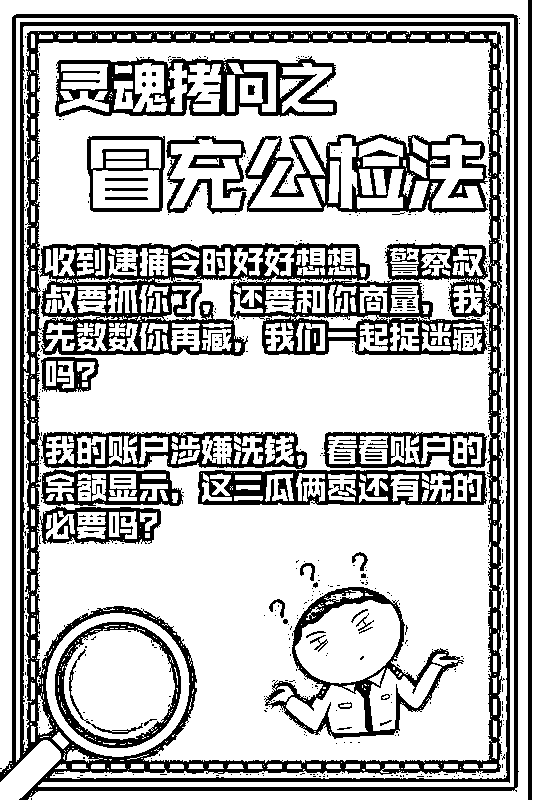 灵魂拷问之
冒充公检法
收到逮捕令时好好想想，警察叔
叔要抓你了，还要和你商量，我
先数数你再藏，我们一起捉迷藏
吗？
我的账户涉嫌洗钱，看看账户的
余额显示，这三瓜俩枣还有洗的
必要吗？
? ? ?